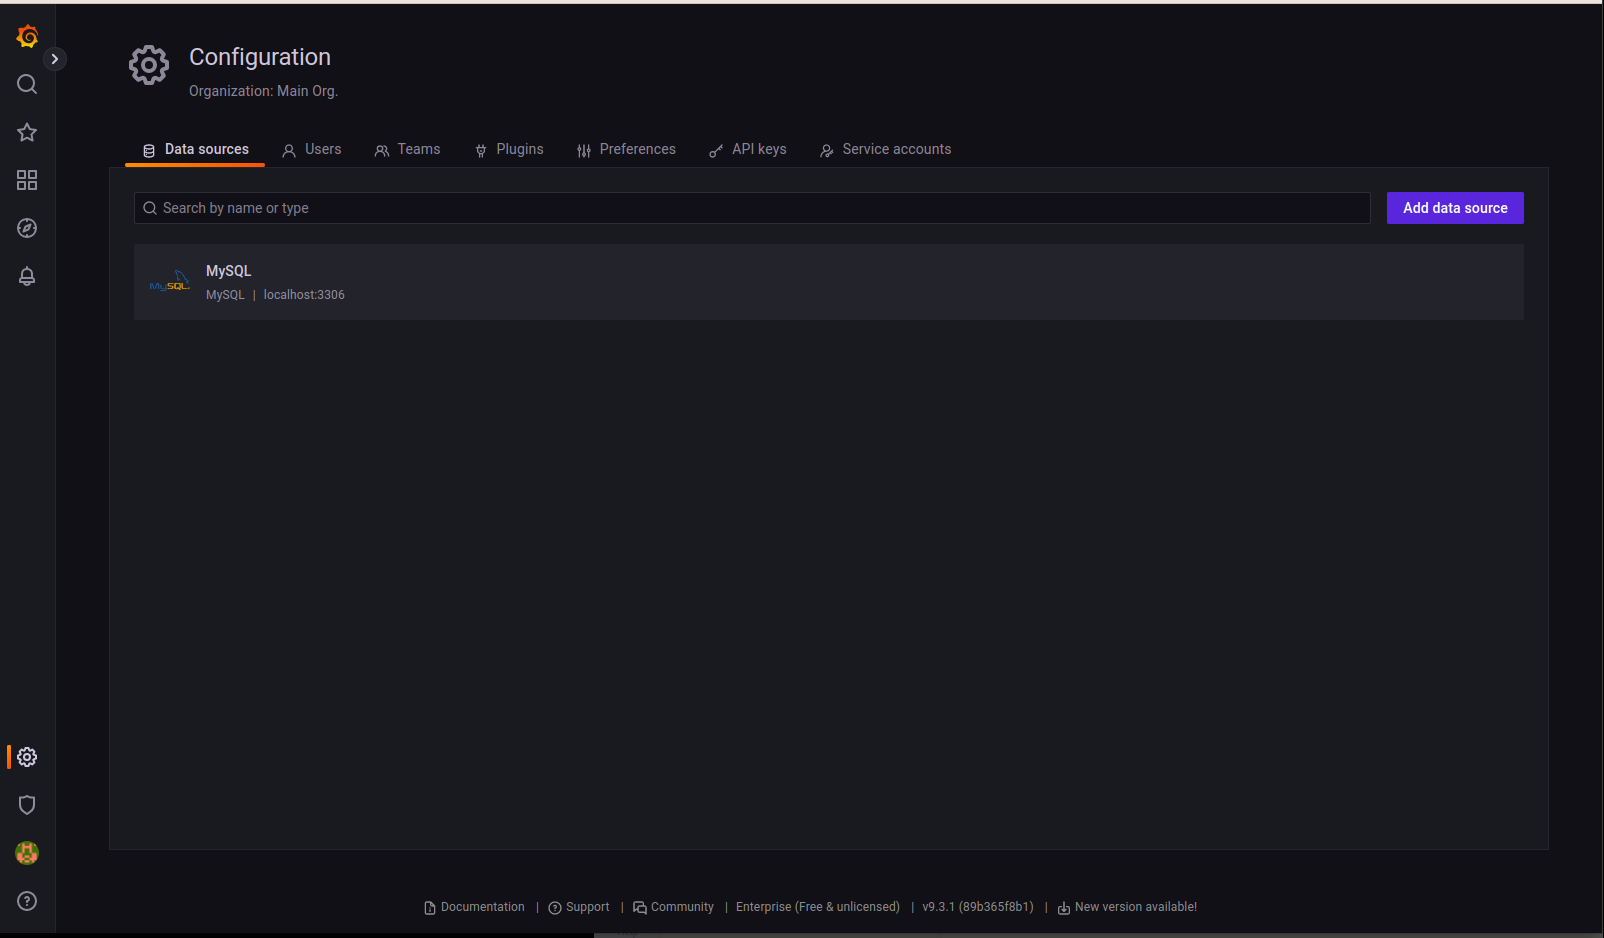 Configuration
Organization: Main Org.
Data sources Users Teams Plugins Preferences API keys Service accounts
Search by name or type Add data source
MySQL
MySQL
MySQL | localhost:3306
Documentation | Support | Community | Enterprise (Free & unlicensed) | v9.3.1 (89b365f8b1) | New version available!